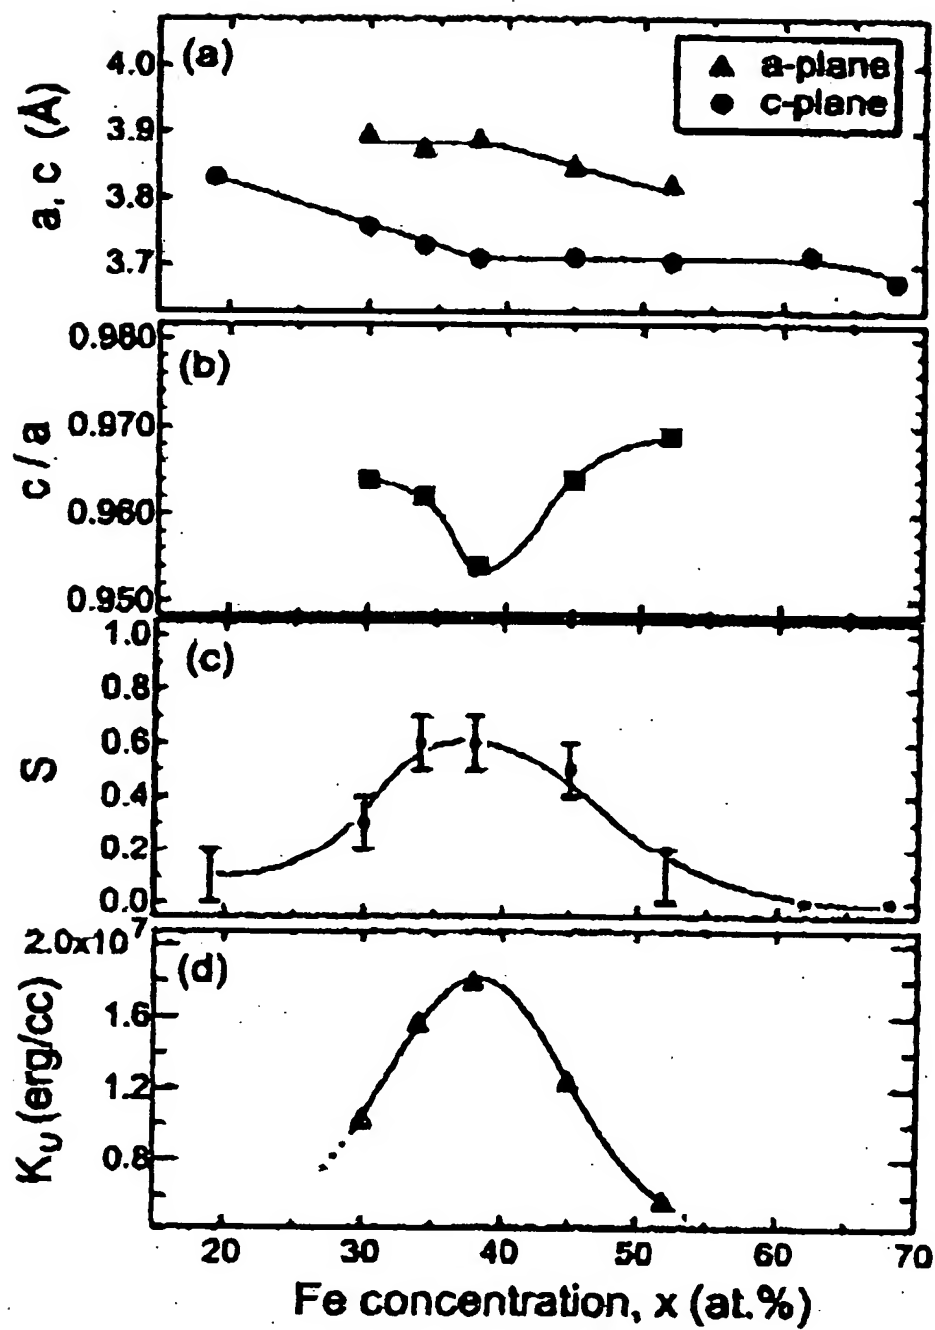 (a)
▲ a-plane
● c-plane
a, c (Å)
4.0
3.9
3.8
3.7
(b)
c / a
0.980
0.970
0.960
0.950
(c)
S
1.0
0.8
0.6
0.4
0.2
0.0
(d)
K_U (erg/cc)
2.0x10^7
1.6
1.2
0.8
20 30 40 50 60 70
Fe concentration, x (at.%)